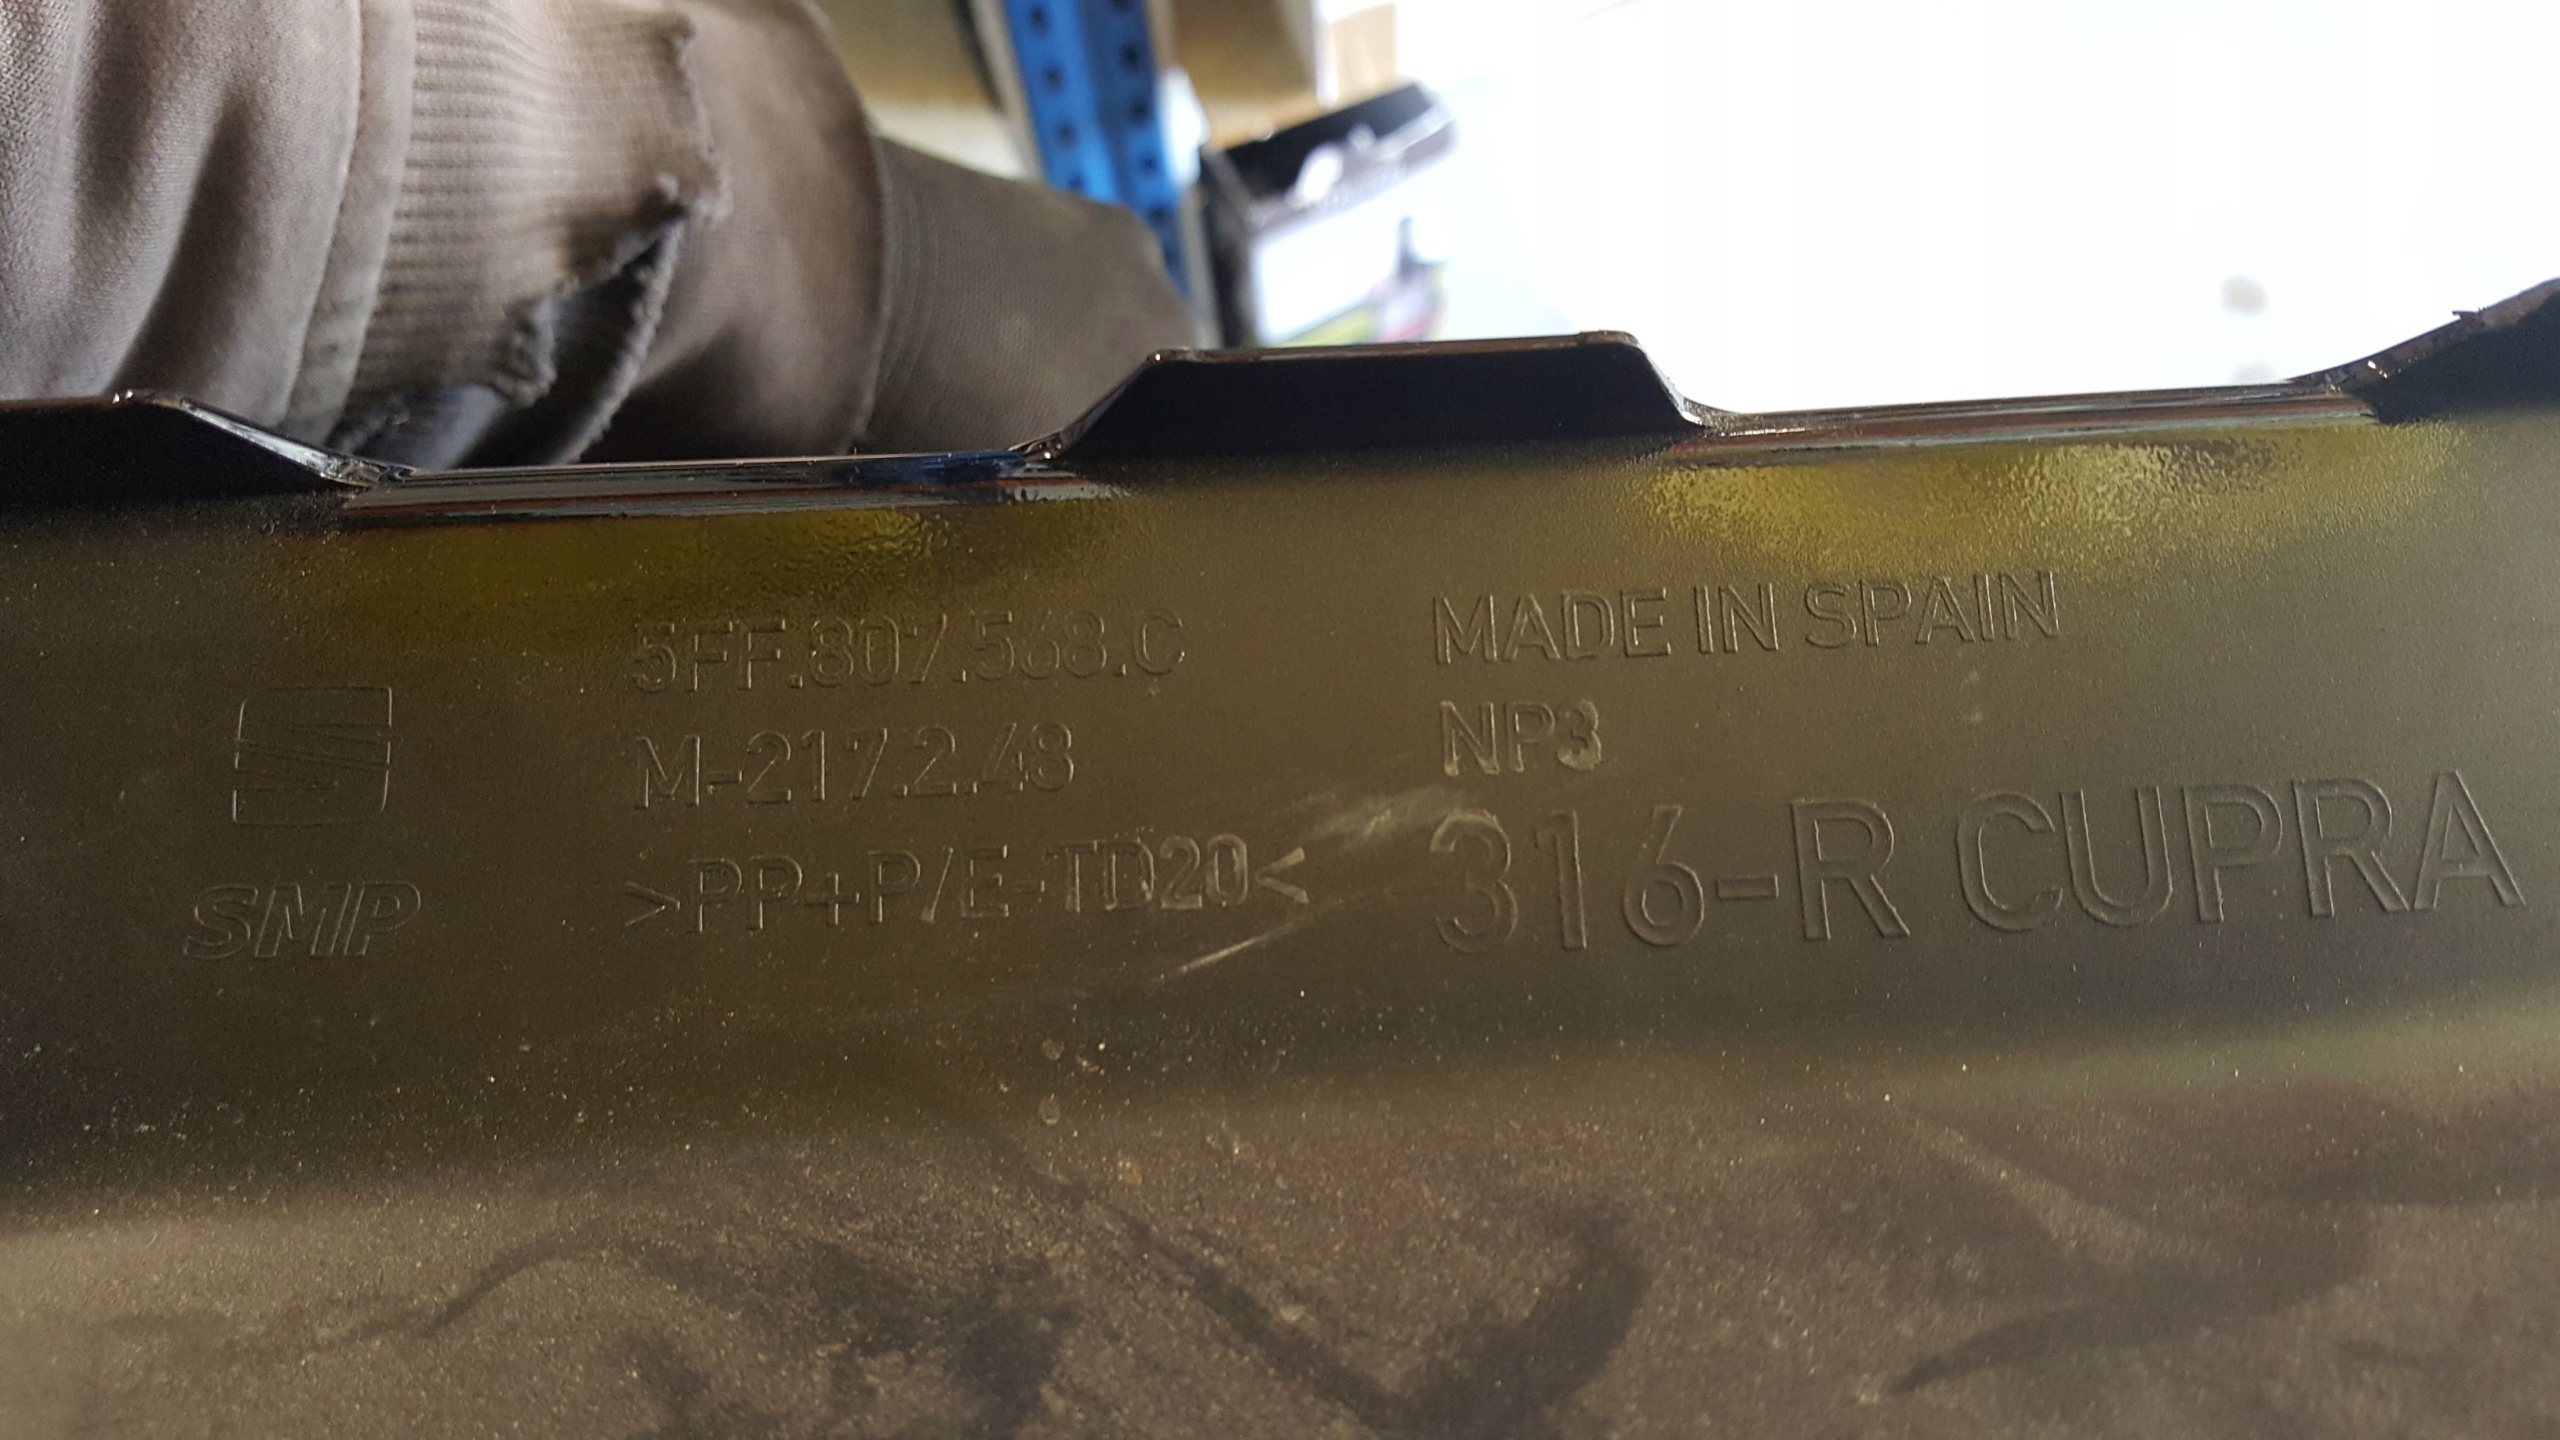 5FF.807.568.C
M-217.2.48
>PP+P/E-TD20<
SMP
MADE IN SPAIN
NP3
316-R CUPRA